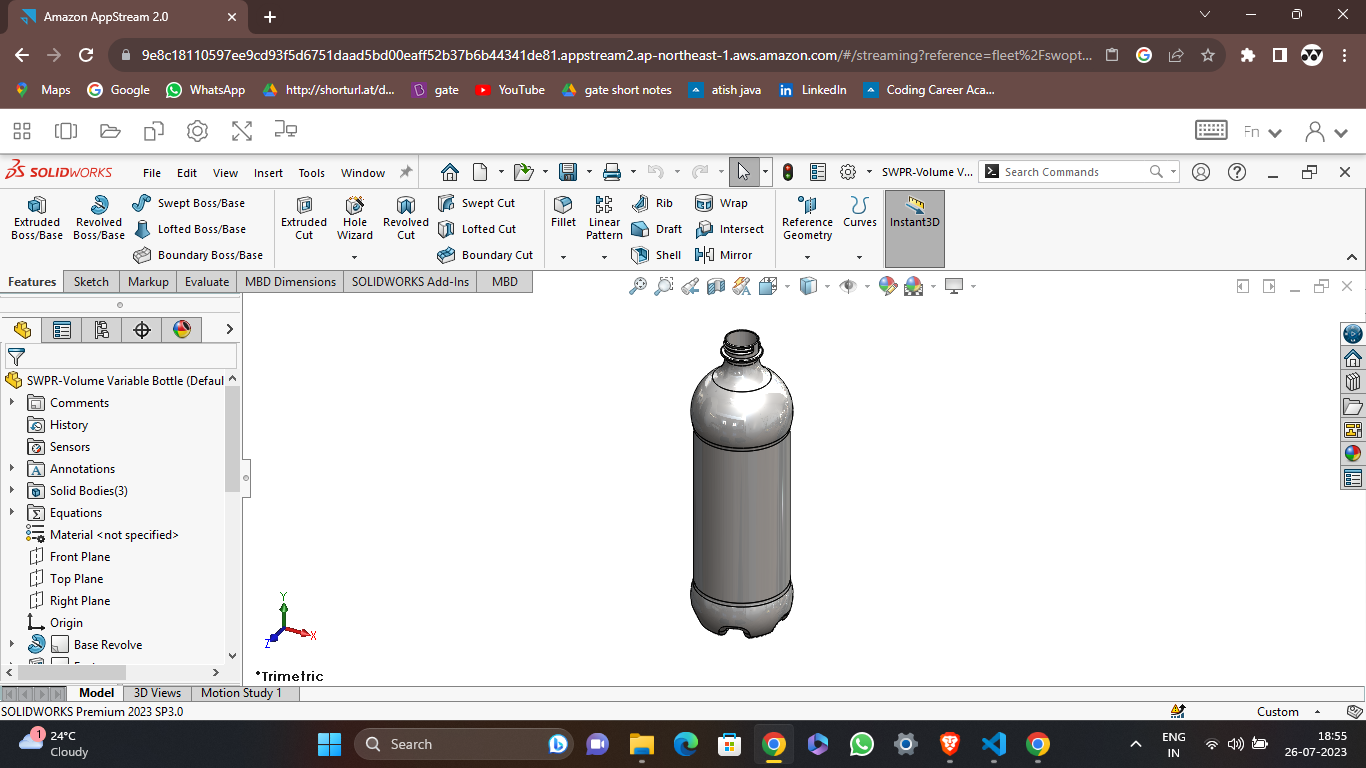 Amazon AppStream 2.0
9e8c18110597ee9cd93f5d6751daad5bd00eaff52b37b6b44341de81.appstream2.ap-northeast-1.aws.amazon.com/#/streaming?reference=fleet%2Fswopt...
Maps Google WhatsApp http://shorturl.at/d... gate YouTube gate short notes atish java LinkedIn Coding Career Aca...
Fn
SOLIDWORKS File Edit View Insert Tools Window SWPR-Volume V... Search Commands
Extruded Boss/Base
Revolved Boss/Base
Swept Boss/Base
Lofted Boss/Base
Boundary Boss/Base
Extruded Cut
Hole Wizard
Revolved Cut
Swept Cut
Lofted Cut
Boundary Cut
Fillet
Linear Pattern
Rib
Draft
Shell
Wrap
Intersect
Mirror
Reference Geometry
Curves
Instant3D
Features Sketch Markup Evaluate MBD Dimensions SOLIDWORKS Add-Ins MBD
SWPR-Volume Variable Bottle (Defaul
Comments
History
Sensors
Annotations
Solid Bodies(3)
Equations
Material <not specified>
Front Plane
Top Plane
Right Plane
Origin
Base Revolve
Y
X
Z
*Trimetric
Model 3D Views Motion Study 1
SOLIDWORKS Premium 2023 SP3.0 Custom
1
24°C
Cloudy
Search
ENG
IN
18:55
26-07-2023